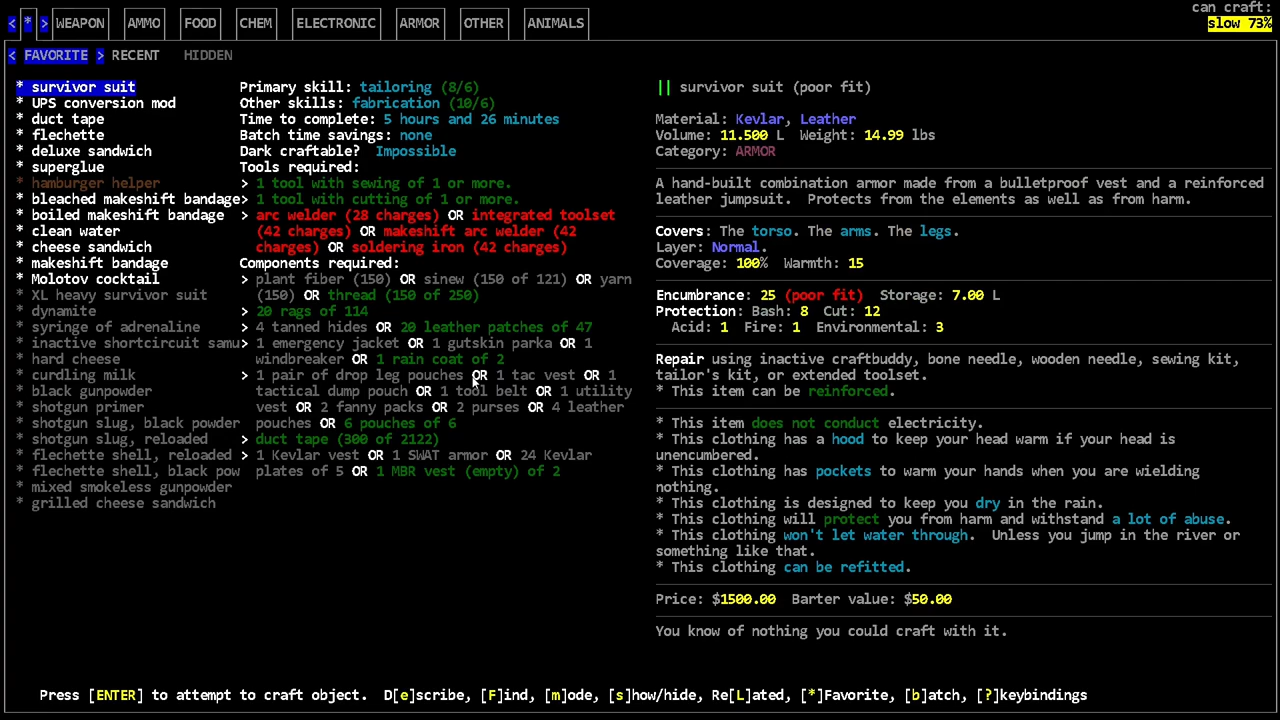 can craft:
< * > WEAPON AMMO FOOD CHEM ELECTRONIC ARMOR OTHER ANIMALS slow 73%
< FAVORITE > RECENT HIDDEN
* survivor suit
* UPS conversion mod
* duct tape
* flechette
* deluxe sandwich
* superglue
* hamburger helper
* bleached makeshift bandage
* boiled makeshift bandage
* clean water
* cheese sandwich
* makeshift bandage
* Molotov cocktail
* XL heavy survivor suit
* dynamite
* syringe of adrenaline
* inactive shortcircuit samu
* hard cheese
* curdling milk
* black gunpowder
* shotgun primer
* shotgun slug, black powder
* shotgun slug, reloaded
* flechette shell, reloaded
* flechette shell, black pow
* mixed smokeless gunpowder
* grilled cheese sandwich
Primary skill: tailoring (8/6)
Other skills: fabrication (10/6)
Time to complete: 5 hours and 26 minutes
Batch time savings: none
Dark craftable? Impossible
Tools required:
> 1 tool with sewing of 1 or more.
> 1 tool with cutting of 1 or more.
> arc welder (28 charges) OR integrated toolset
(42 charges) OR makeshift arc welder (42
charges) OR soldering iron (42 charges)
Components required:
> plant fiber (150) OR sinew (150 of 121) OR yarn
(150) OR thread (150 of 250)
> 20 rags of 114
> 4 tanned hides OR 20 leather patches of 47
> 1 emergency jacket OR 1 gutskin parka OR 1
windbreaker OR 1 rain coat of 2
> 1 pair of drop leg pouches OR 1 tac vest OR 1
tactical dump pouch OR 1 tool belt OR 1 utility
vest OR 2 fanny packs OR 2 purses OR 4 leather
pouches OR 6 pouches of 6
> duct tape (300 of 2122)
> 1 Kevlar vest OR 1 SWAT armor OR 24 Kevlar
plates of 5 OR 1 MBR vest (empty) of 2
|| survivor suit (poor fit)
Material: Kevlar, Leather
Volume: 11.500 L Weight: 14.99 lbs
Category: ARMOR
A hand-built combination armor made from a bulletproof vest and a reinforced
leather jumpsuit. Protects from the elements as well as from harm.
Covers: The torso. The arms. The legs.
Layer: Normal.
Coverage: 100% Warmth: 15
Encumbrance: 25 (poor fit) Storage: 7.00 L
Protection: Bash: 8 Cut: 12
Acid: 1 Fire: 1 Environmental: 3
Repair using inactive craftbuddy, bone needle, wooden needle, sewing kit,
tailor's kit, or extended toolset.
* This item can be reinforced.
* This item does not conduct electricity.
* This clothing has a hood to keep your head warm if your head is
unencumbered.
* This clothing has pockets to warm your hands when you are wielding
nothing.
* This clothing is designed to keep you dry in the rain.
* This clothing will protect you from harm and withstand a lot of abuse.
* This clothing won't let water through. Unless you jump in the river or
something like that.
* This clothing can be refitted.
Price: $1500.00 Barter value: $50.00
You know of nothing you could craft with it.
Press [ENTER] to attempt to craft object. D[e]scribe, [F]ind, [m]ode, [s]how/hide, Re[L]ated, [*]Favorite, [b]atch, [?]keybindings